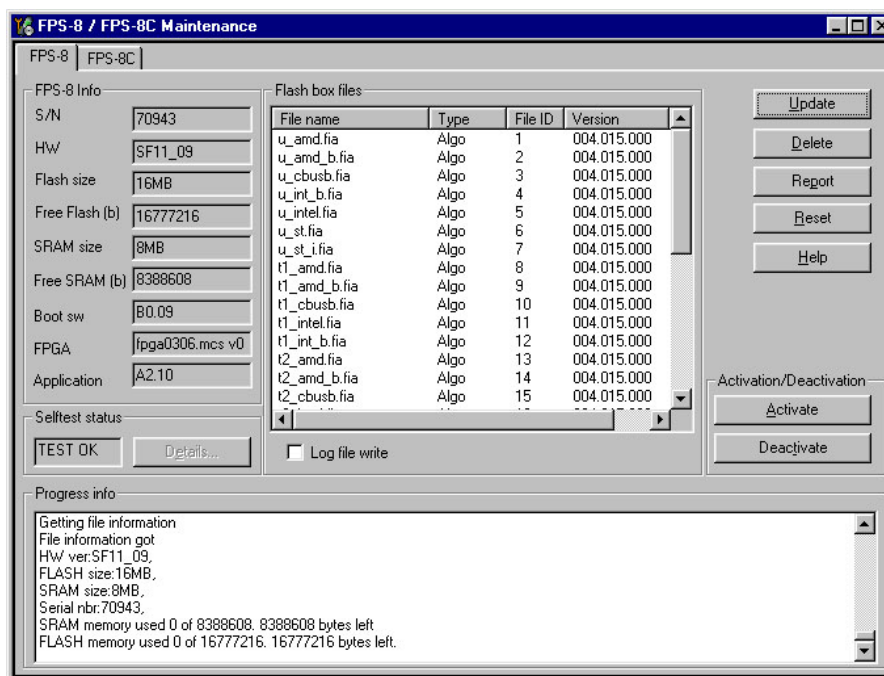 FPS-8 / FPS-8C Maintenance
FPS-8 FPS-8C
FPS-8 Info
S/N 70943
HW SF11_09
Flash size 16MB
Free Flash (b) 16777216
SRAM size 8MB
Free SRAM (b) 8388608
Boot sw B0.09
FPGA fpga0306.mcs v0
Application A2.10
Selftest status
TEST OK Details...
Flash box files
File name Type File ID Version
u_amd.fia Algo 1 004.015.000
u_amd_b.fia Algo 2 004.015.000
u_cbusb.fia Algo 3 004.015.000
u_int_b.fia Algo 4 004.015.000
u_intel.fia Algo 5 004.015.000
u_st.fia Algo 6 004.015.000
u_st_i.fia Algo 7 004.015.000
t1_amd.fia Algo 8 004.015.000
t1_amd_b.fia Algo 9 004.015.000
t1_cbusb.fia Algo 10 004.015.000
t1_intel.fia Algo 11 004.015.000
t1_int_b.fia Algo 12 004.015.000
t2_amd.fia Algo 13 004.015.000
t2_amd_b.fia Algo 14 004.015.000
t2_cbusb.fia Algo 15 004.015.000
Log file write
Update
Delete
Report
Reset
Help
Activation/Deactivation
Activate
Deactivate
Progress info
Getting file information
File information got
HW ver:SF11_09,
FLASH size:16MB,
SRAM size:8MB,
Serial nbr:70943,
SRAM memory used 0 of 8388608. 8388608 bytes left
FLASH memory used 0 of 16777216. 16777216 bytes left.